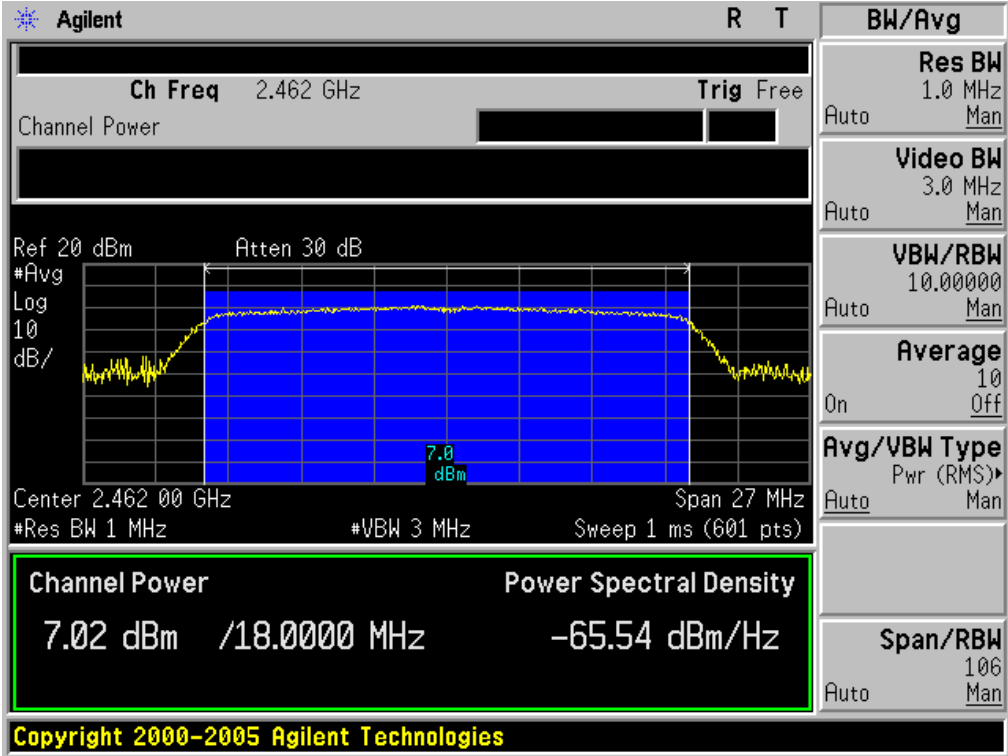 Agilent R T BW/Avg
Ch Freq 2.462 GHz Trig Free
Channel Power
Res BW
1.0 MHz
Auto Man
Video BW
3.0 MHz
Auto Man
VBW/RBW
10.00000
Auto Man
Average
10
On Off
Avg/VBW Type
Pwr (RMS)
Auto Man
Span/RBW
106
Auto Man
Ref 20 dBm Atten 30 dB
#Avg
Log
10
dB/
7.0
dBm
Center 2.462 00 GHz Span 27 MHz
#Res BW 1 MHz #VBW 3 MHz Sweep 1 ms (601 pts)
Channel Power Power Spectral Density
7.02 dBm /18.0000 MHz -65.54 dBm/Hz
Copyright 2000-2005 Agilent Technologies